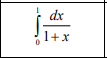 ∫₀¹ dx/(1+x)